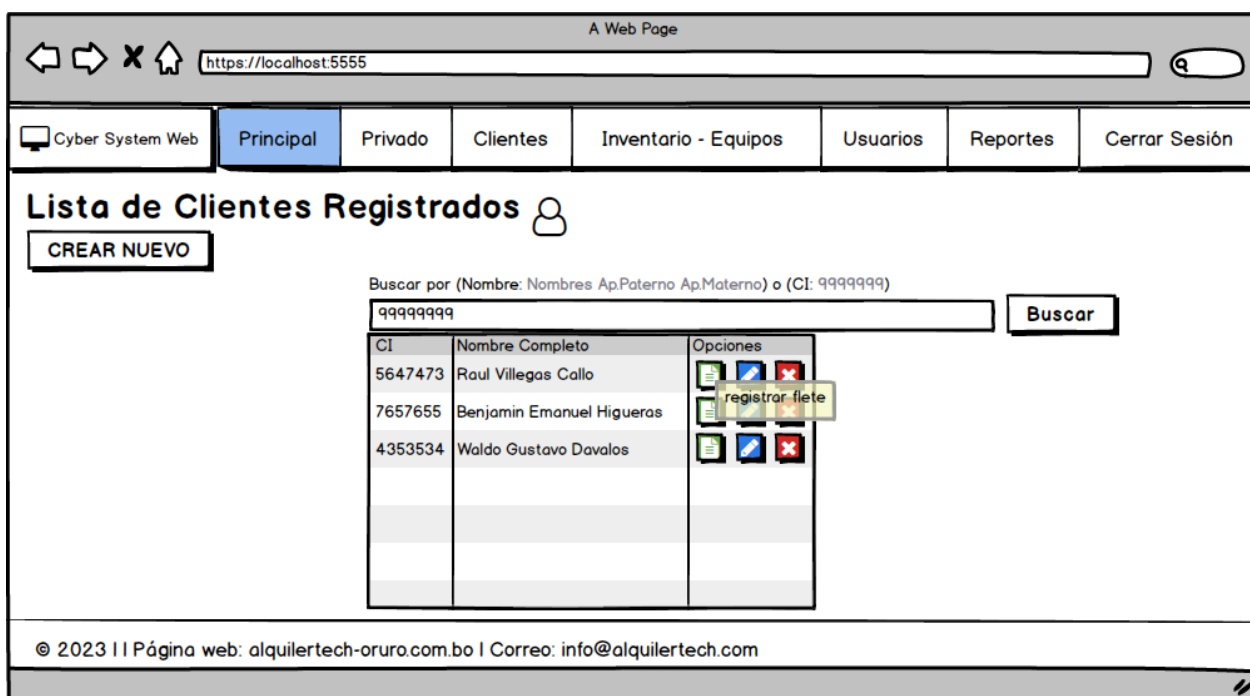 A Web Page
https://localhost:5555
Cyber System Web Principal Privado Clientes Inventario - Equipos Usuarios Reportes Cerrar Sesión
Lista de Clientes Registrados
CREAR NUEVO
Buscar por (Nombre: Nombres Ap.Paterno Ap.Materno) o (CI: 9999999)
99999999 Buscar
CI Nombre Completo Opciones
5647473 Raul Villegas Callo
registrar flete
7657655 Benjamin Emanuel Higueras
4353534 Waldo Gustavo Davalos
© 2023 | | Página web: alquilertech-oruro.com.bo | Correo: info@alquilertech.com